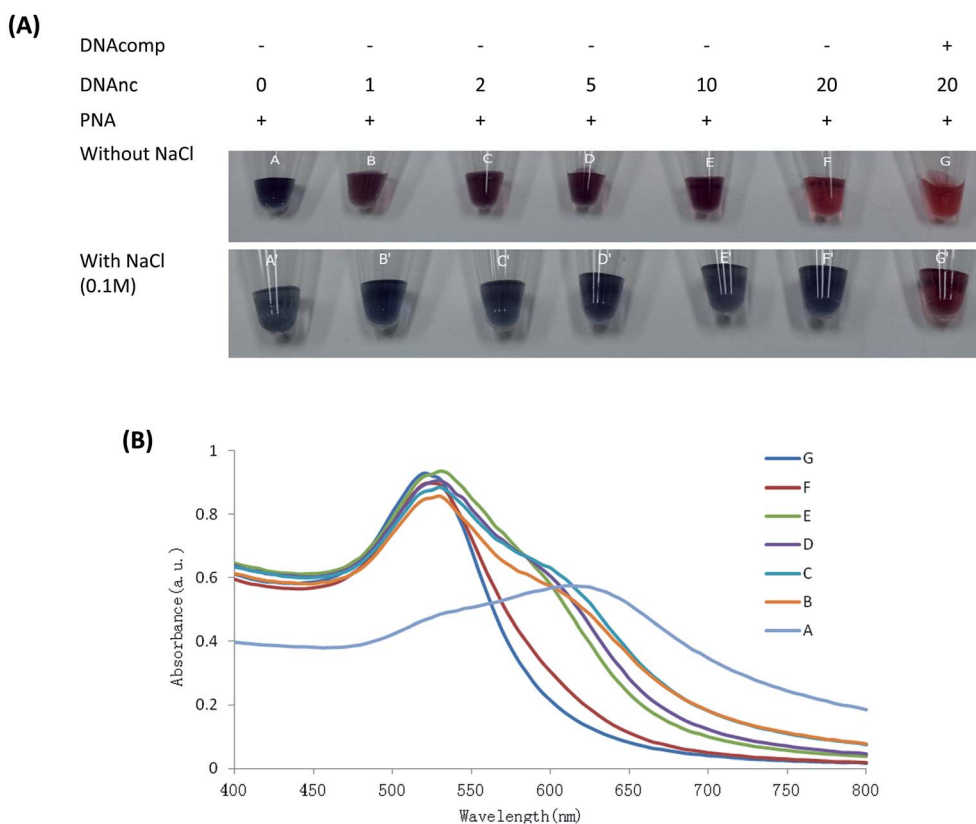 (A)
DNAcomp - - - - - - +
DNAnc 0 1 2 5 10 20 20
PNA + + + + + + +
Without NaCl
A B C D E F G
With NaCl
(0.1M)
A' B' C' D' E' F' G'
(B)
1
0.8
0.6
0.4
0.2
0
Absorbance(a.u.)
400 450 500 550 600 650 700 750 800
Wavelength(nm)
G
F
E
D
C
B
A